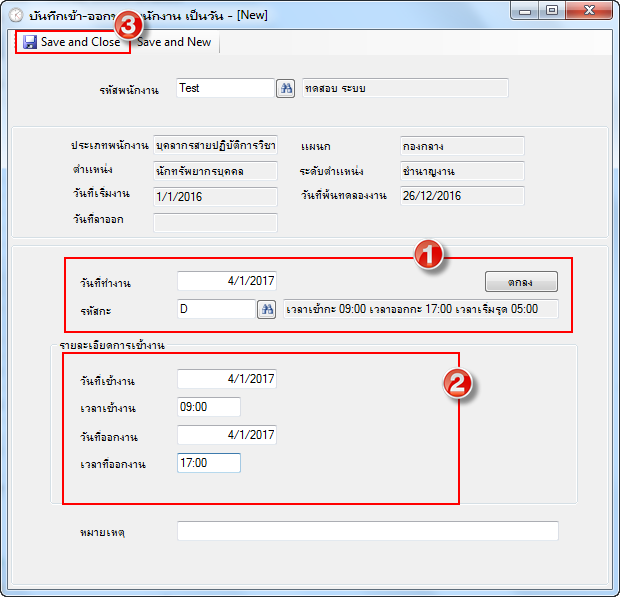 บันทึกเข้า-ออกร นักงาน เป็นวัน - [New]
3
Save and Close Save and New
รหัสพนักงาน Test ทดสอบ ระบบ
ประเภทพนักงาน บุคลากรสายปฏิบัติการวิชา แผนก กองกลาง
ตำแหน่ง นักทรัพยากรบุคคล ระดับตำแหน่ง ชำนาญงาน
วันที่เริ่มงาน 1/1/2016 วันที่พ้นทดลองงาน 26/12/2016
วันที่ลาออก
1
วันที่ทำงาน 4/1/2017 ตกลง
รหัสกะ D เวลาเข้ากะ 09:00 เวลาออกกะ 17:00 เวลาเริ่มรูด 05:00
รายละเอียดการเข้างาน
วันที่เข้างาน 4/1/2017
2
เวลาเข้างาน 09:00
วันที่ออกงาน 4/1/2017
เวลาที่ออกงาน 17:00
หมายเหตุ